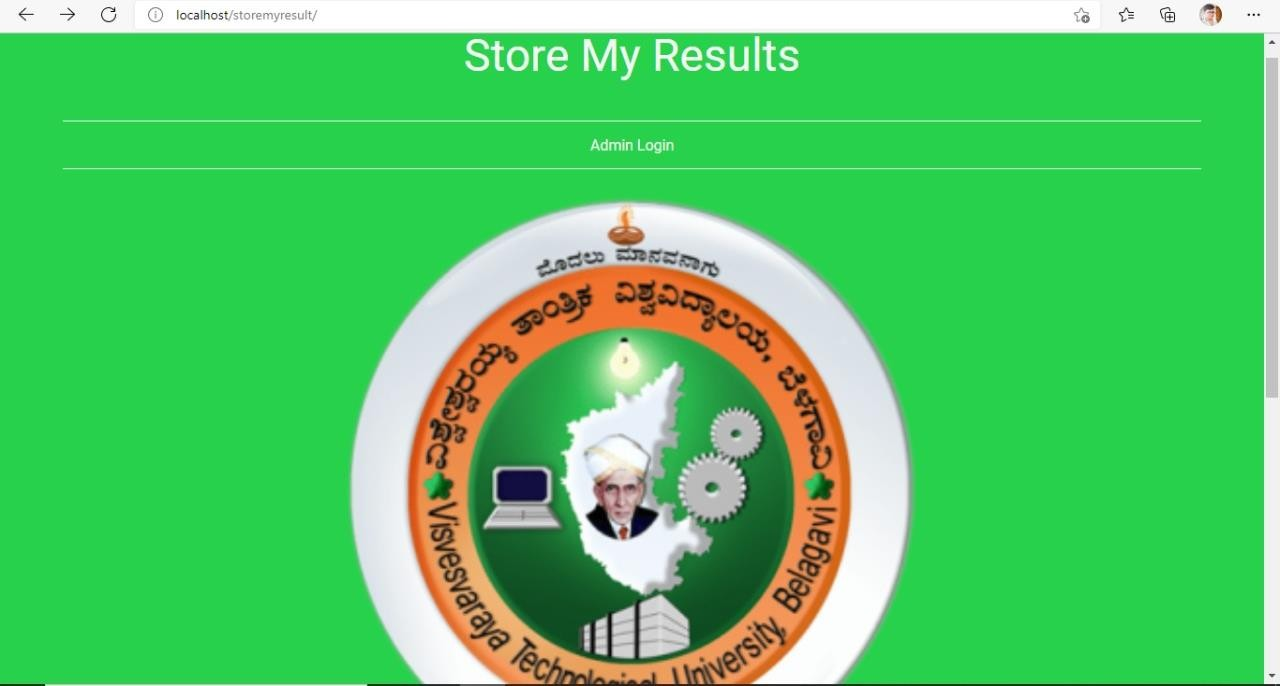 localhost/storemyresult/
Store My Results
Admin Login
ಮೊದಲು ಮಾನವನಾಗು
ವಿಶ್ವೇಶ್ವರಯ್ಯ ತಾಂತ್ರಿಕ ವಿಶ್ವವಿದ್ಯಾಲಯ, ಬೆಳಗಾವಿ
Visvesvaraya Technological University, Belagavi